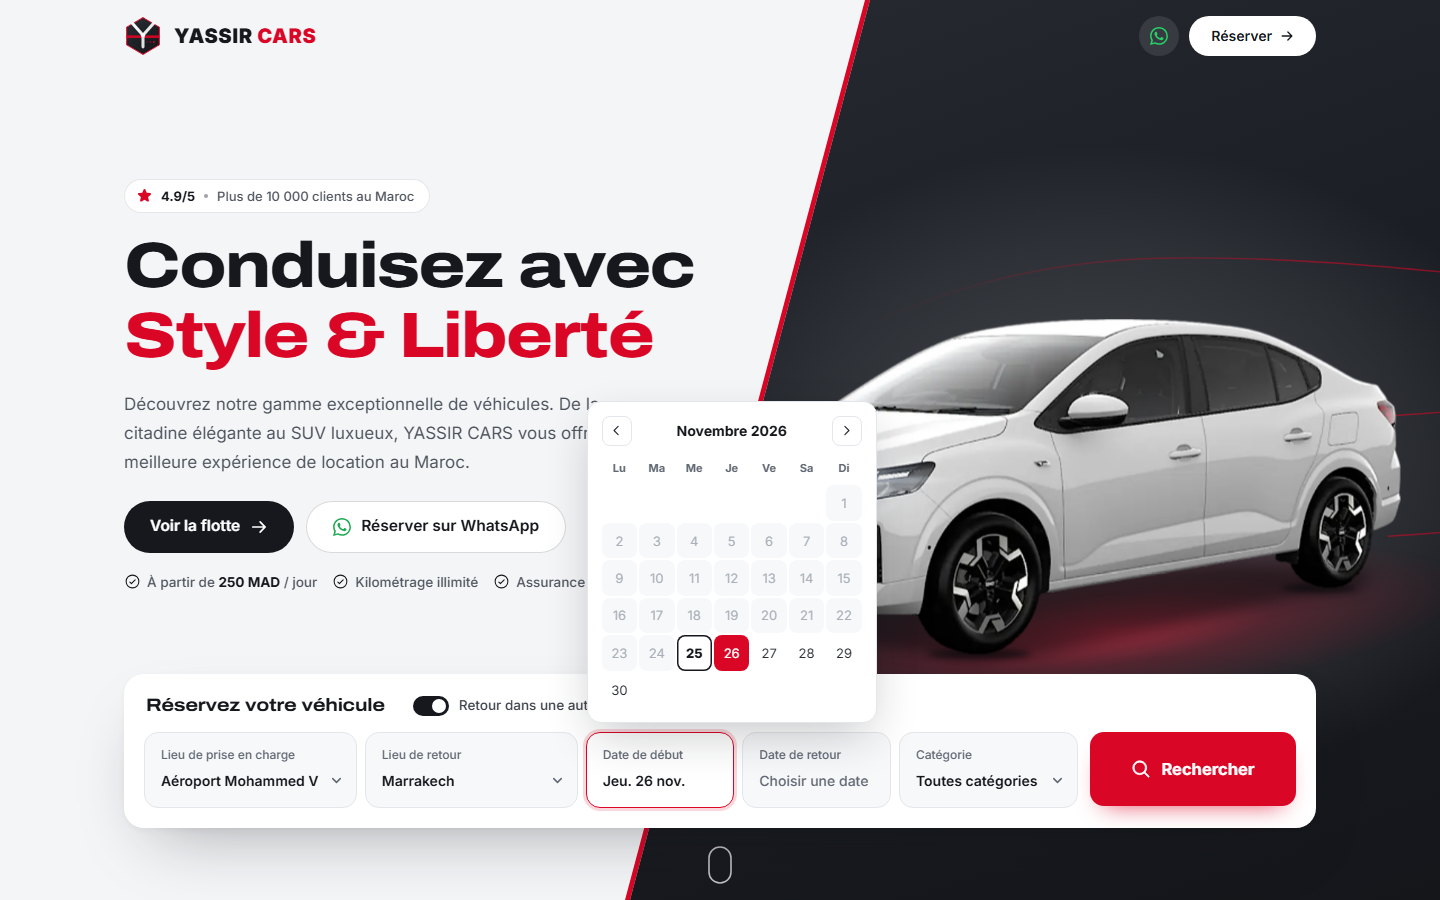 YASSIR CARS
Réserver
4.9/5 • Plus de 10 000 clients au Maroc
Conduisez avec
Style & Liberté
Découvrez notre gamme exceptionnelle de véhicules. De la
citadine élégante au SUV luxueux, YASSIR CARS vous offr
meilleure expérience de location au Maroc.
Voir la flotte
Réserver sur WhatsApp
À partir de 250 MAD / jour
Kilométrage illimité
Assurance
Novembre 2026
Lu Ma Me Je Ve Sa Di
1
2 3 4 5 6 7 8
9 10 11 12 13 14 15
16 17 18 19 20 21 22
23 24 25 26 27 28 29
30
Réservez votre véhicule
Retour dans une aut
Lieu de prise en charge
Aéroport Mohammed V
Lieu de retour
Marrakech
Date de début
Jeu. 26 nov.
Date de retour
Choisir une date
Catégorie
Toutes catégories
Rechercher